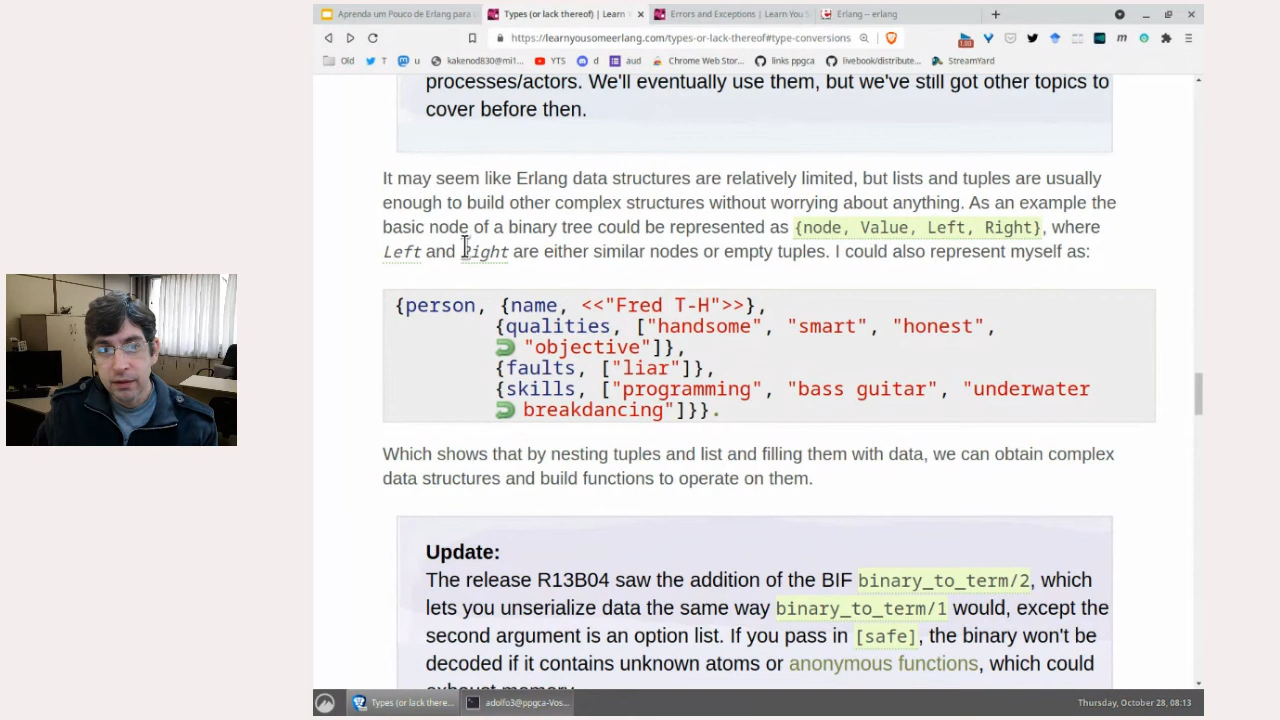 Aprenda um Pouco de Erlang para
Types (or lack thereof) | Learn
Errors and Exceptions | Learn You S
Erlang -- erlang
https://learnyousomeerlang.com/types-or-lack-thereof#type-conversions
Old
T
u
kakenod830@mi1...
YTS
d
aud
Chrome Web Stor...
links ppgca
livebook/distribute...
StreamYard
processes/actors. We'll eventually use them, but we've still got other topics to
cover before then.
It may seem like Erlang data structures are relatively limited, but lists and tuples are usually
enough to build other complex structures without worrying about anything. As an example the
basic node of a binary tree could be represented as {node, Value, Left, Right}, where
Left and Right are either similar nodes or empty tuples. I could also represent myself as:
{person, {name, <<"Fred T-H">>},
{qualities, ["handsome", "smart", "honest",
"objective"]},
{faults, ["liar"]},
{skills, ["programming", "bass guitar", "underwater
breakdancing"]}}.
Which shows that by nesting tuples and list and filling them with data, we can obtain complex
data structures and build functions to operate on them.
Update:
The release R13B04 saw the addition of the BIF binary_to_term/2, which
lets you unserialize data the same way binary_to_term/1 would, except the
second argument is an option list. If you pass in [safe], the binary won't be
decoded if it contains unknown atoms or anonymous functions, which could
exhaust memory.
Types (or lack there...
adolfo3@ppgca-Vos...
Thursday, October 28, 08:13